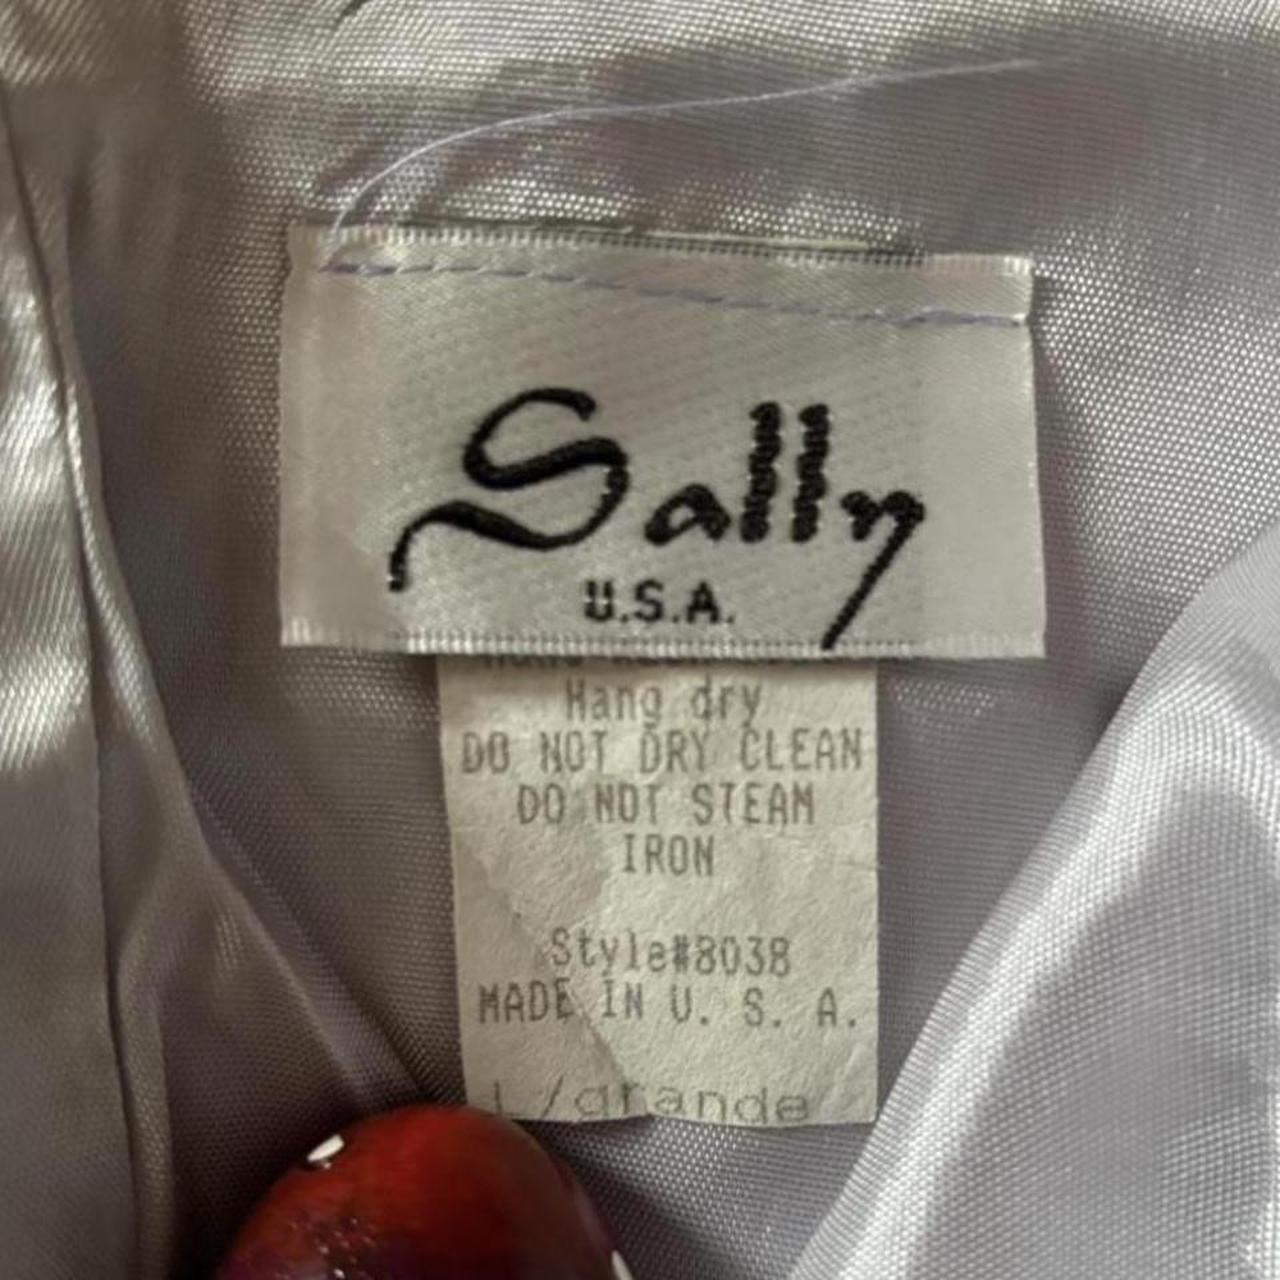 Sally
U.S.A.
Hang dry
DO NOT DRY CLEAN
DO NOT STEAM
IRON
Style#8038
MADE IN U. S. A.
L/grande